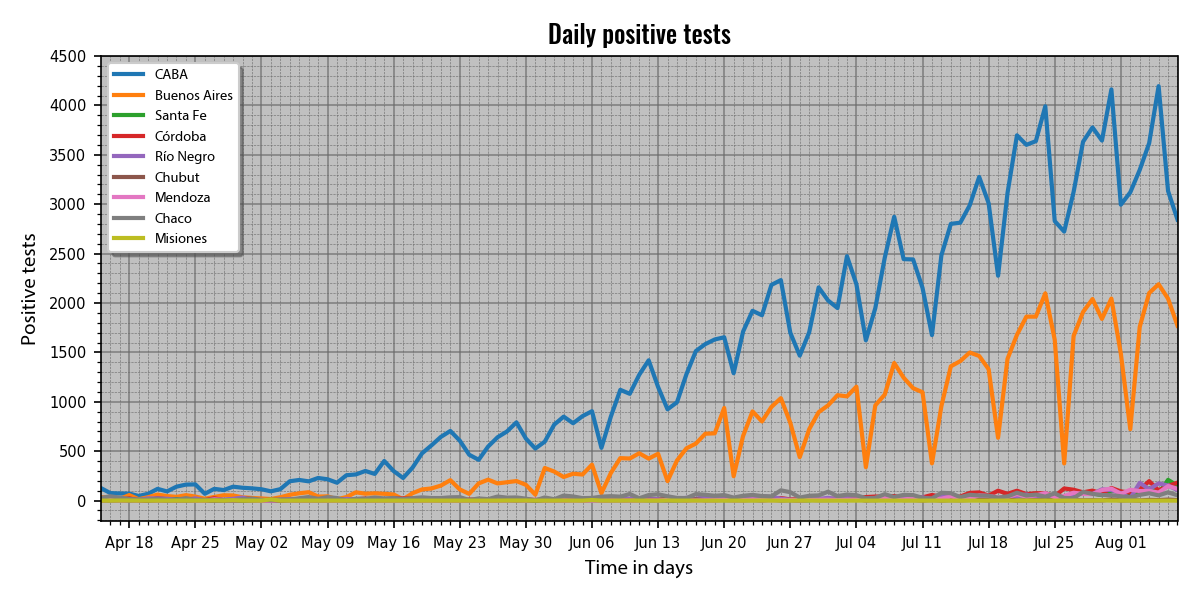 Daily positive tests
Positive tests
4500
4000
3500
3000
2500
2000
1500
1000
500
0
CABA
Buenos Aires
Santa Fe
Córdoba
Río Negro
Chubut
Mendoza
Chaco
Misiones
Apr 18 Apr 25 May 02 May 09 May 16 May 23 May 30 Jun 06 Jun 13 Jun 20 Jun 27 Jul 04 Jul 11 Jul 18 Jul 25 Aug 01
Time in days